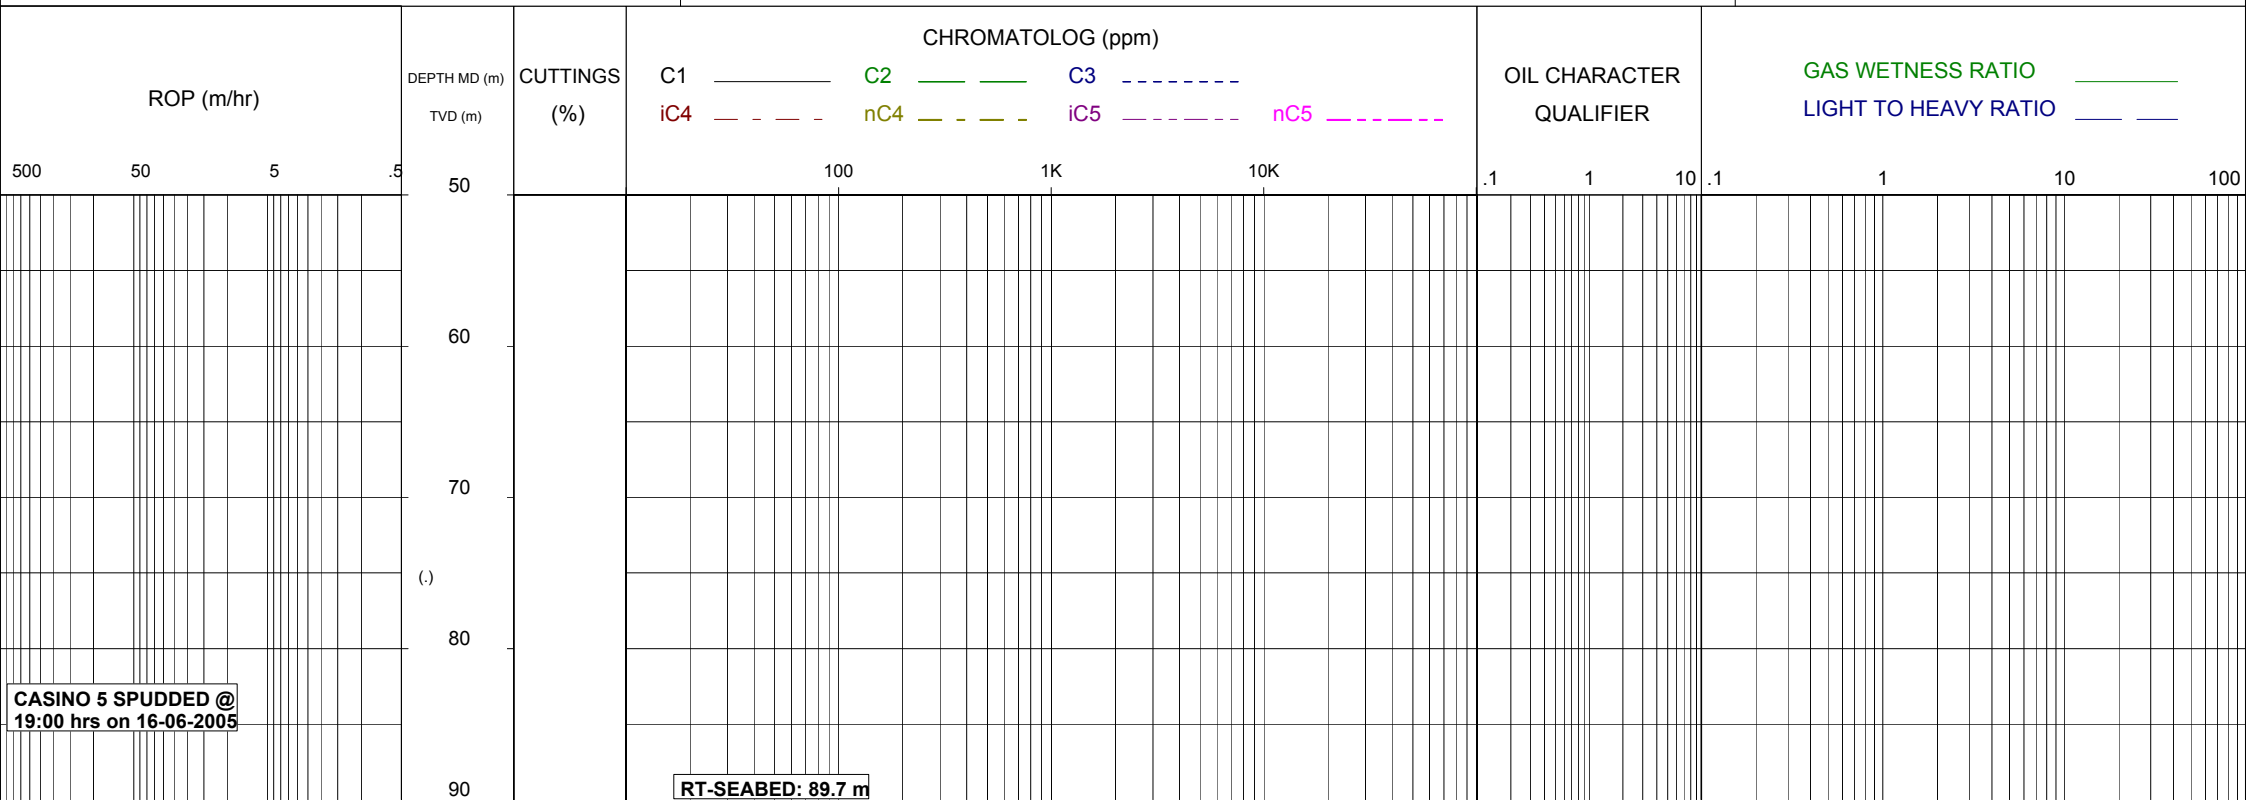 ROP (m/hr)
500 50 5 .5
DEPTH MD (m)
TVD (m)
CUTTINGS
(%)
CHROMATOLOG (ppm)
C1 C2 C3
iC4 nC4 iC5 nC5
100 1K 10K
OIL CHARACTER
QUALIFIER
.1 1 10
GAS WETNESS RATIO
LIGHT TO HEAVY RATIO
.1 1 10 100
50
60
70
(.)
80
CASINO 5 SPUDDED @
19:00 hrs on 16-06-2005
90
RT-SEABED: 89.7 m